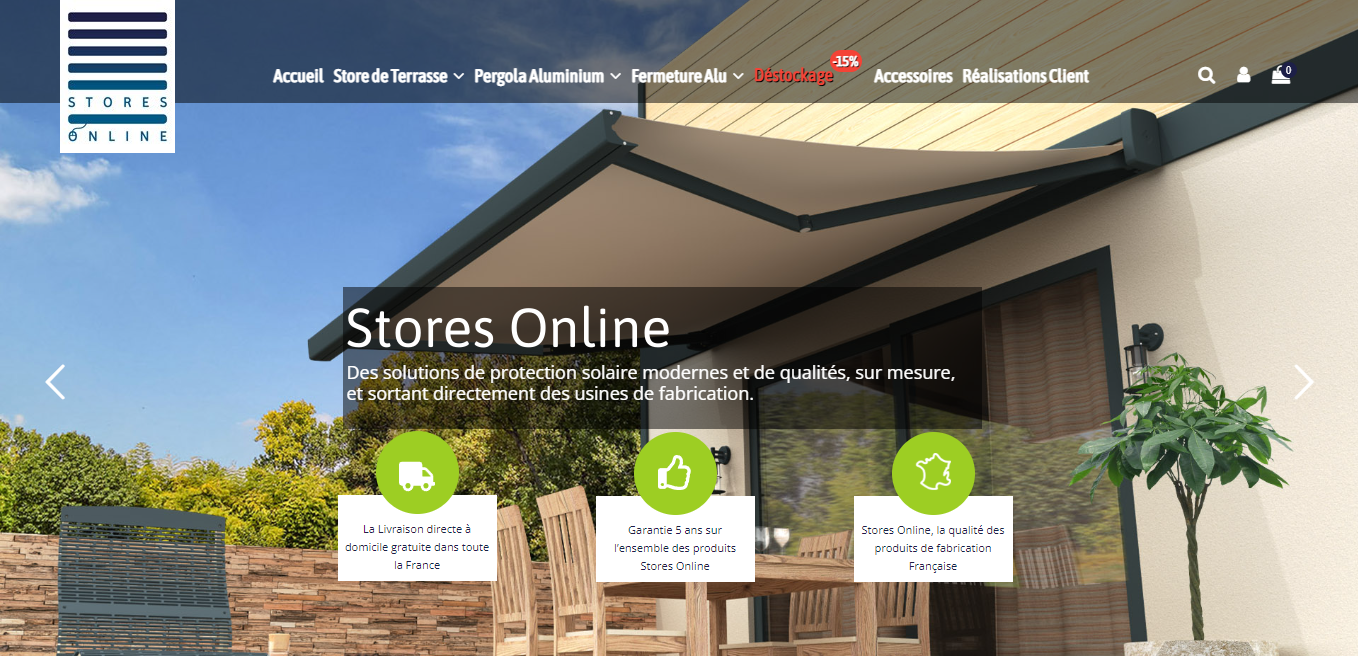 STORES
ONLINE
Accueil Store de Terrasse Pergola Aluminium Fermeture Alu Déstockage -15% Accessoires Réalisations Client
0
Stores Online
Des solutions de protection solaire modernes et de qualités, sur mesure,
et sortant directement des usines de fabrication.
La Livraison directe à
domicile gratuite dans toute
la France
Garantie 5 ans sur
l'ensemble des produits
Stores Online
Stores Online, la qualité des
produits de fabrication
Française